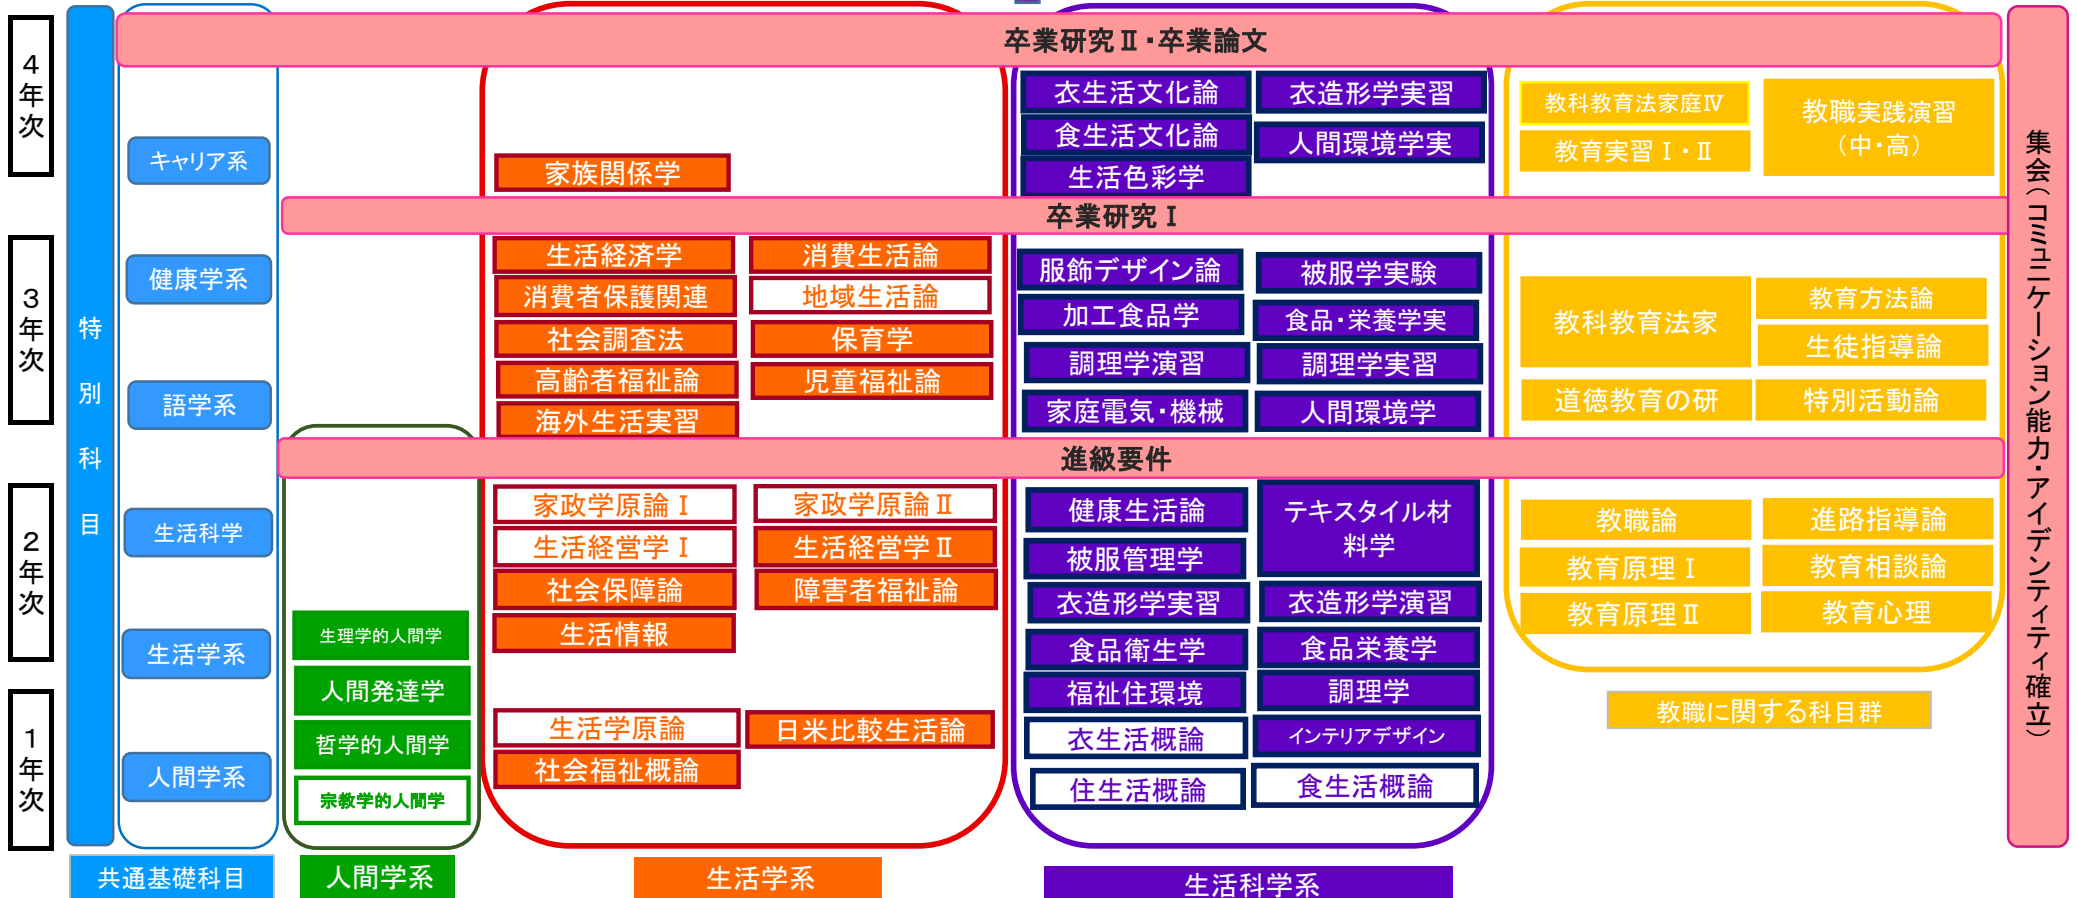 卒業研究Ⅱ・卒業論文
4年次
特別科目
キャリア系
家族関係学
衣生活文化論
衣造形学実習
食生活文化論
人間環境学実
生活色彩学
教科教育法家庭Ⅳ
教職実践演習
（中・高）
教育実習Ⅰ・Ⅱ
集会（コミュニケーション能力・アイデンティティ確立）
卒業研究Ⅰ
3年次
健康学系
語学系
生活経済学
消費生活論
消費者保護関連
地域生活論
社会調査法
保育学
高齢者福祉論
児童福祉論
海外生活実習
服飾デザイン論
被服学実験
加工食品学
食品・栄養学実
調理学演習
調理学実習
家庭電気・機械
人間環境学
教科教育法家
教育方法論
生徒指導論
道徳教育の研
特別活動論
進級要件
2年次
生活科学
生活学系
生理学的人間学
家政学原論Ⅰ
家政学原論Ⅱ
生活経営学Ⅰ
生活経営学Ⅱ
社会保障論
障害者福祉論
生活情報
健康生活論
テキスタイル材
料学
被服管理学
衣造形学実習
衣造形学演習
食品衛生学
食品栄養学
福祉住環境
調理学
教職論
進路指導論
教育原理Ⅰ
教育相談論
教育原理Ⅱ
教育心理
1年次
人間学系
人間発達学
哲学的人間学
宗教学的人間学
生活学原論
日米比較生活論
社会福祉概論
衣生活概論
インテリアデザイン
住生活概論
食生活概論
教職に関する科目群
共通基礎科目
人間学系
生活学系
生活科学系